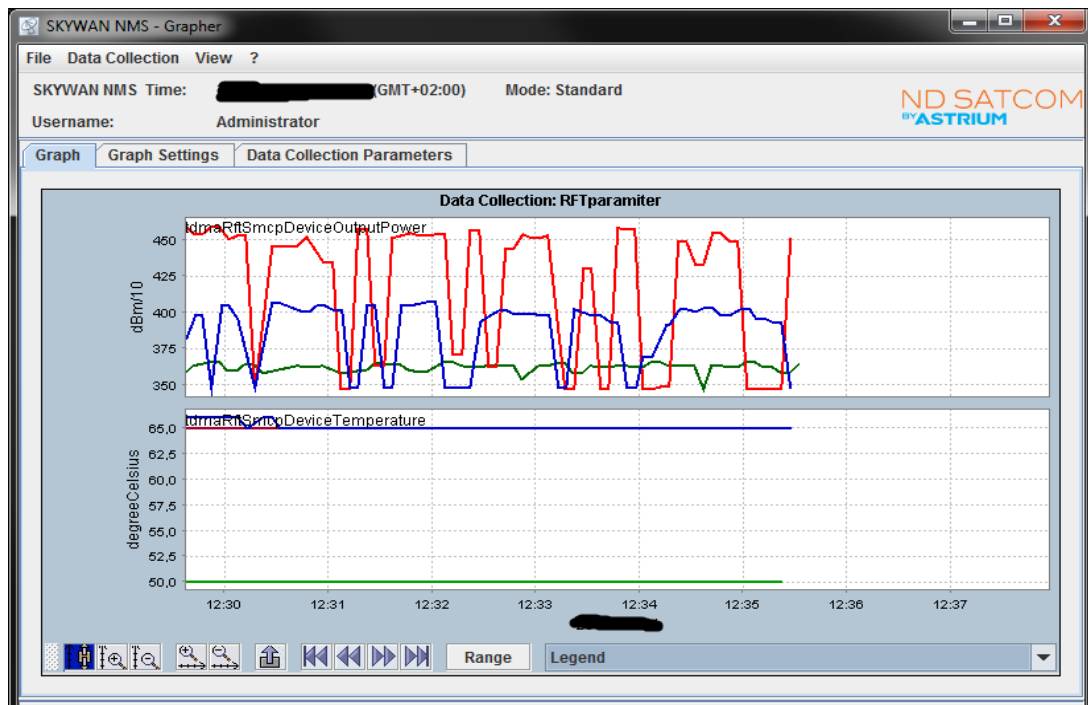 SKYWAN NMS - Grapher
File Data Collection View ?
SKYWAN NMS Time: (GMT+02:00) Mode: Standard
ND SATCOM
BY ASTRIUM
Username: Administrator
Graph Graph Settings Data Collection Parameters
Data Collection: RFTparamiter
tdmaRftSmcpDeviceOutputPower
450
425
400
375
350
dBm/10
tdmaRftSmcpDeviceTemperature
65,0
62,5
60,0
57,5
55,0
52,5
50,0
degreeCelsius
12:30 12:31 12:32 12:33 12:34 12:35 12:36 12:37
Range Legend